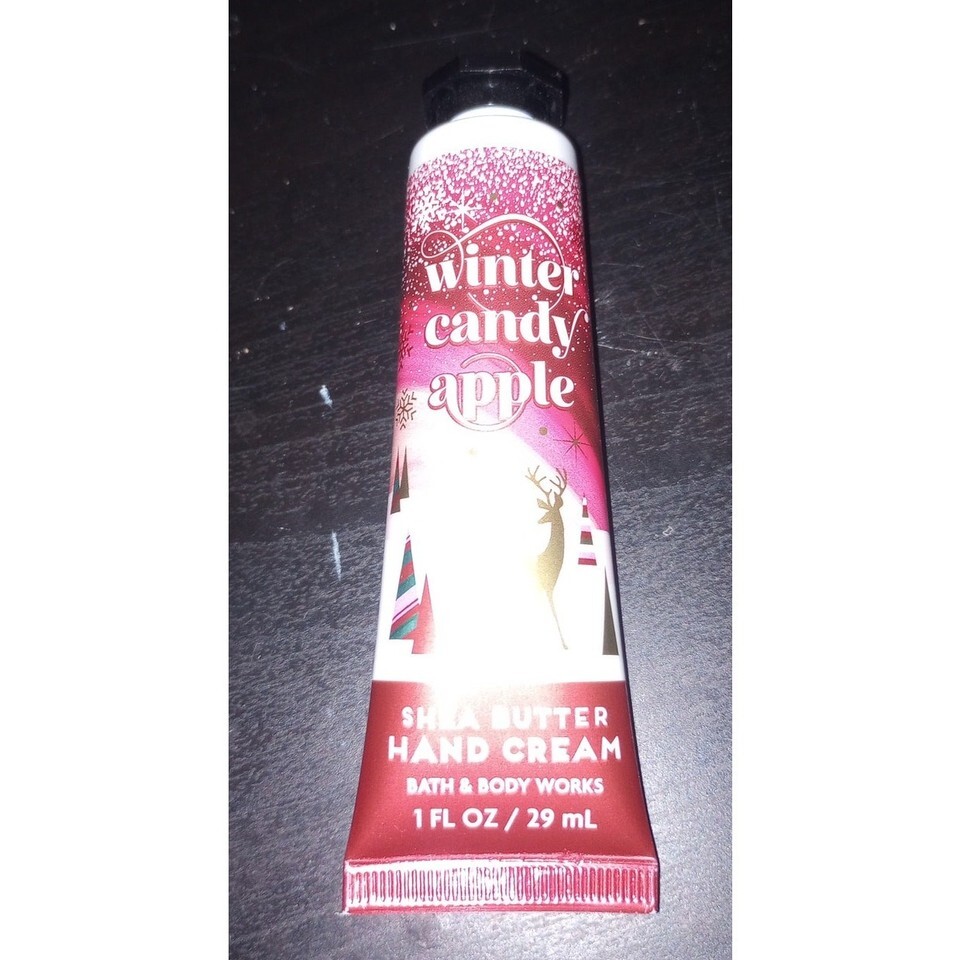 winter
candy
apple
SHEA BUTTER
HAND CREAM
BATH & BODY WORKS
1 FL OZ / 29 mL